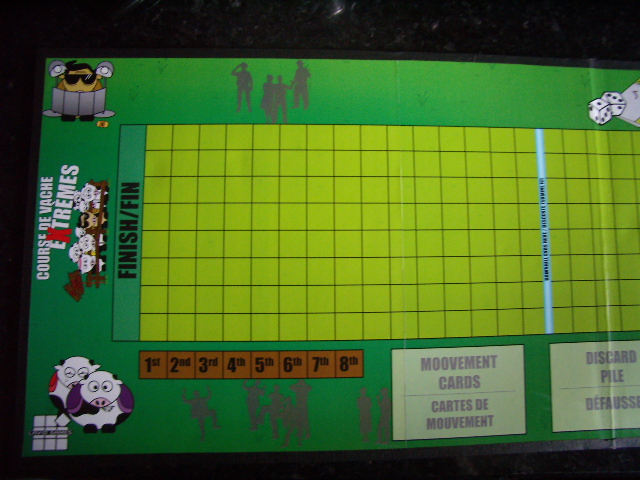 COURSE DE VACHE
EXTRÊMES
FINISH/FIN
1st 2nd 3rd 4th 5th 6th 7th 8th
MOOVEMENT
CARDS
CARTES DE
MOUVEMENT
DISCARD
PILE
DÉFAUSSE